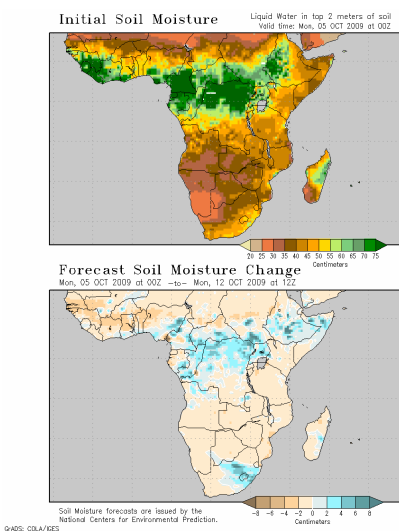 Initial Soil Moisture
Liquid Water in top 2 meters of soil
Valid time: Mon, 05 OCT 2009 at 00Z
20 25 30 35 40 45 50 55 60 65 70 75
Centimeters
Forecast Soil Moisture Change
Mon, 05 OCT 2009 at 00Z -to- Mon, 12 OCT 2009 at 12Z
Soil Moisture forecasts are issued by the
National Centers for Environmental Prediction.
-8 -6 -4 -2 0 2 4 6 8
Centimeters
GrADS: COLA/IGES